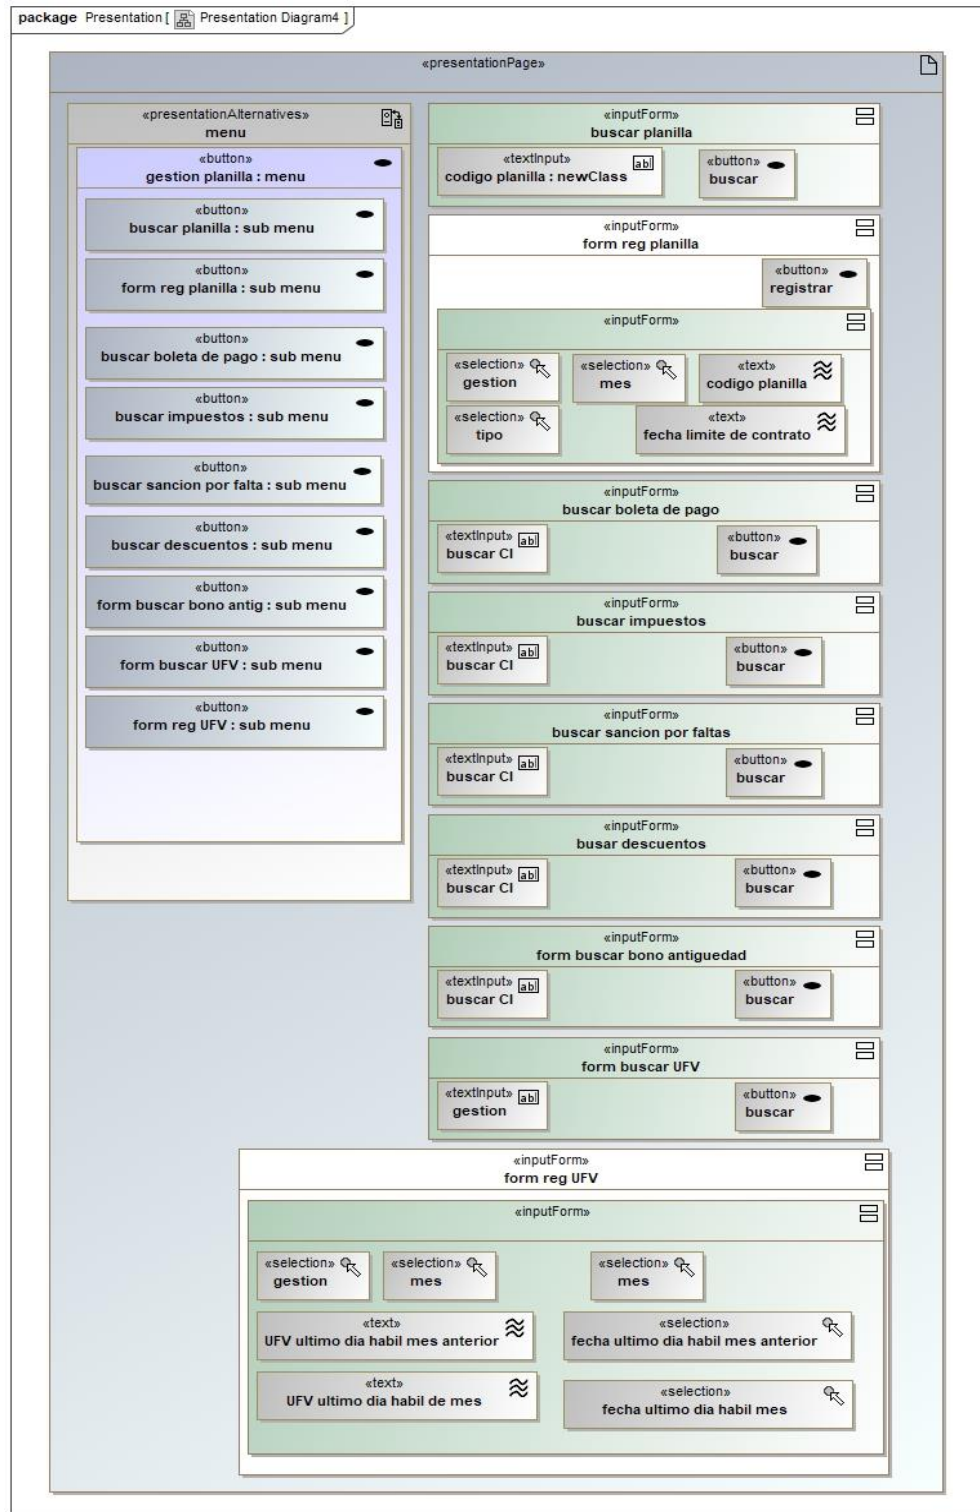 package Presentation [ Presentation Diagram4 ]
«presentationPage»
«presentationAlternatives»
menu
«button»
gestion planilla : menu
«button»
buscar planilla : sub menu
«button»
form reg planilla : sub menu
«button»
buscar boleta de pago : sub menu
«button»
buscar impuestos : sub menu
«button»
buscar sancion por falta : sub menu
«button»
buscar descuentos : sub menu
«button»
form buscar bono antig : sub menu
«button»
form buscar UFV : sub menu
«button»
form reg UFV : sub menu
«inputForm»
buscar planilla
«textInput» ab
codigo planilla : newClass
«button»
buscar
«inputForm»
form reg planilla
«button»
registrar
«inputForm»
«selection»
gestion
«selection»
mes
«text»
codigo planilla
«selection»
tipo
«text»
fecha limite de contrato
«inputForm»
buscar boleta de pago
«textInput» ab
buscar CI
«button»
buscar
«inputForm»
buscar impuestos
«textInput» ab
buscar CI
«button»
buscar
«inputForm»
buscar sancion por faltas
«textInput» ab
buscar CI
«button»
buscar
«inputForm»
busar descuentos
«textInput» ab
buscar CI
«button»
buscar
«inputForm»
form buscar bono antiguedad
«textInput» ab
buscar CI
«button»
buscar
«inputForm»
form buscar UFV
«textInput» ab
gestion
«button»
buscar
«inputForm»
form reg UFV
«inputForm»
«selection»
gestion
«selection»
mes
«selection»
mes
«text»
UFV ultimo dia habil mes anterior
«selection»
fecha ultimo dia habil mes anterior
«text»
UFV ultimo dia habil de mes
«selection»
fecha ultimo dia habil mes